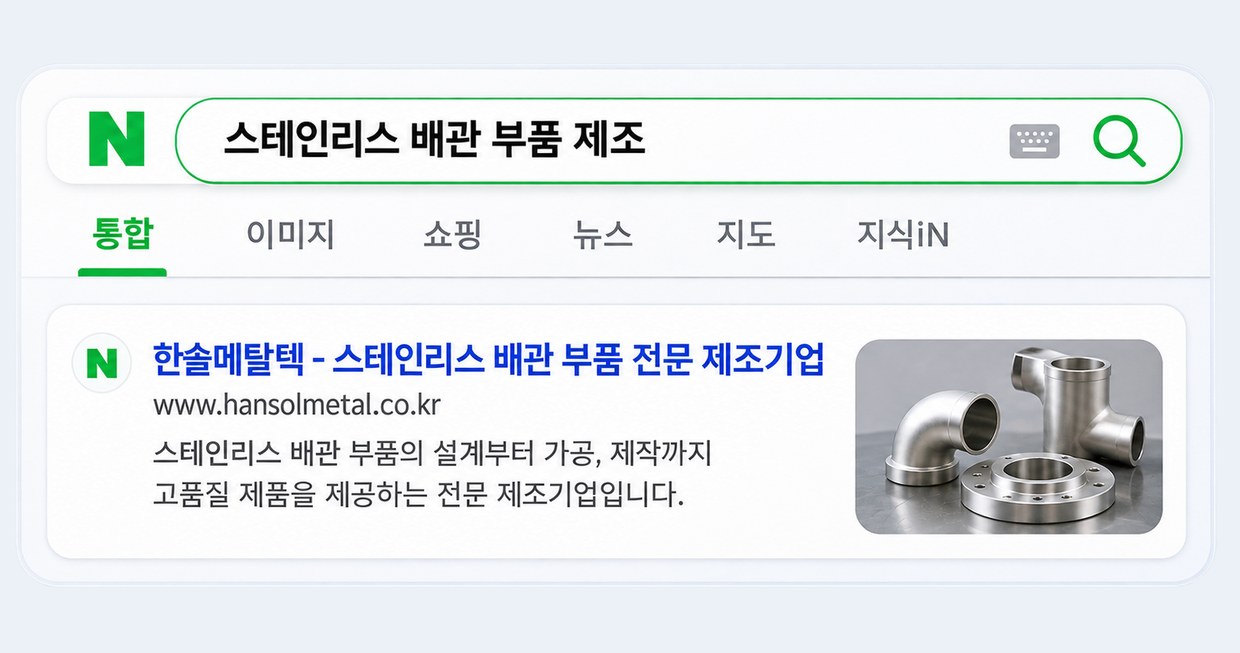 N 스테인리스 배관 부품 제조
통합 이미지 쇼핑 뉴스 지도 지식iN
N 한솔메탈텍 - 스테인리스 배관 부품 전문 제조기업
www.hansolmetal.co.kr
스테인리스 배관 부품의 설계부터 가공, 제작까지
고품질 제품을 제공하는 전문 제조기업입니다.